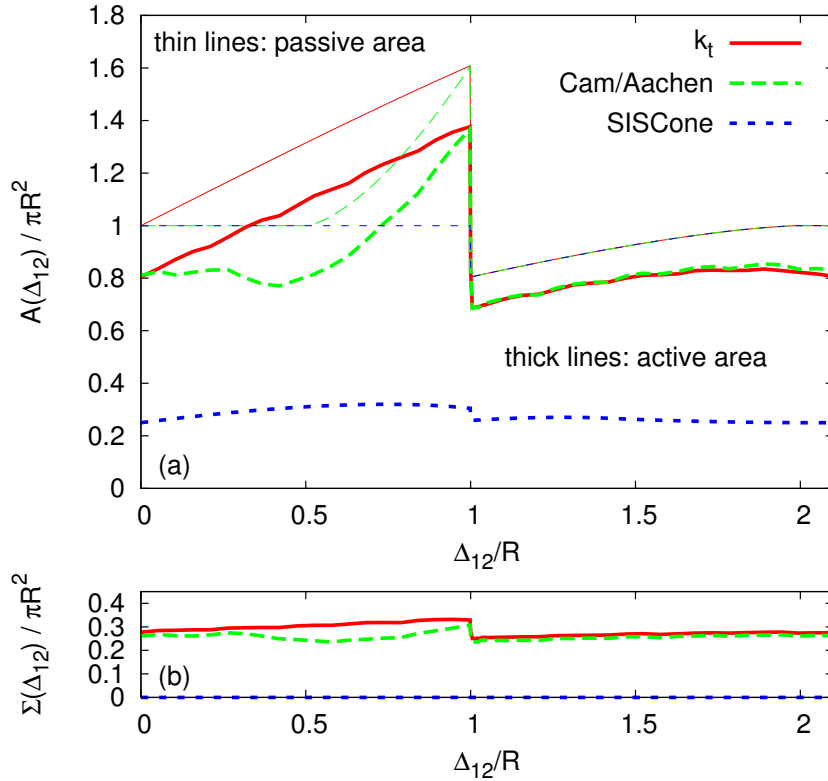 thin lines: passive area
k_t
Cam/Aachen
SISCone
A(Δ₁₂) / πR²
1.8
1.6
1.4
1.2
1
0.8
0.6
0.4
0.2
0
thick lines: active area
(a)
0 0.5 1 1.5 2
Δ₁₂/R
Σ(Δ₁₂) / πR²
0.4
0.3
0.2
0.1
0
(b)
0 0.5 1 1.5 2
Δ₁₂/R